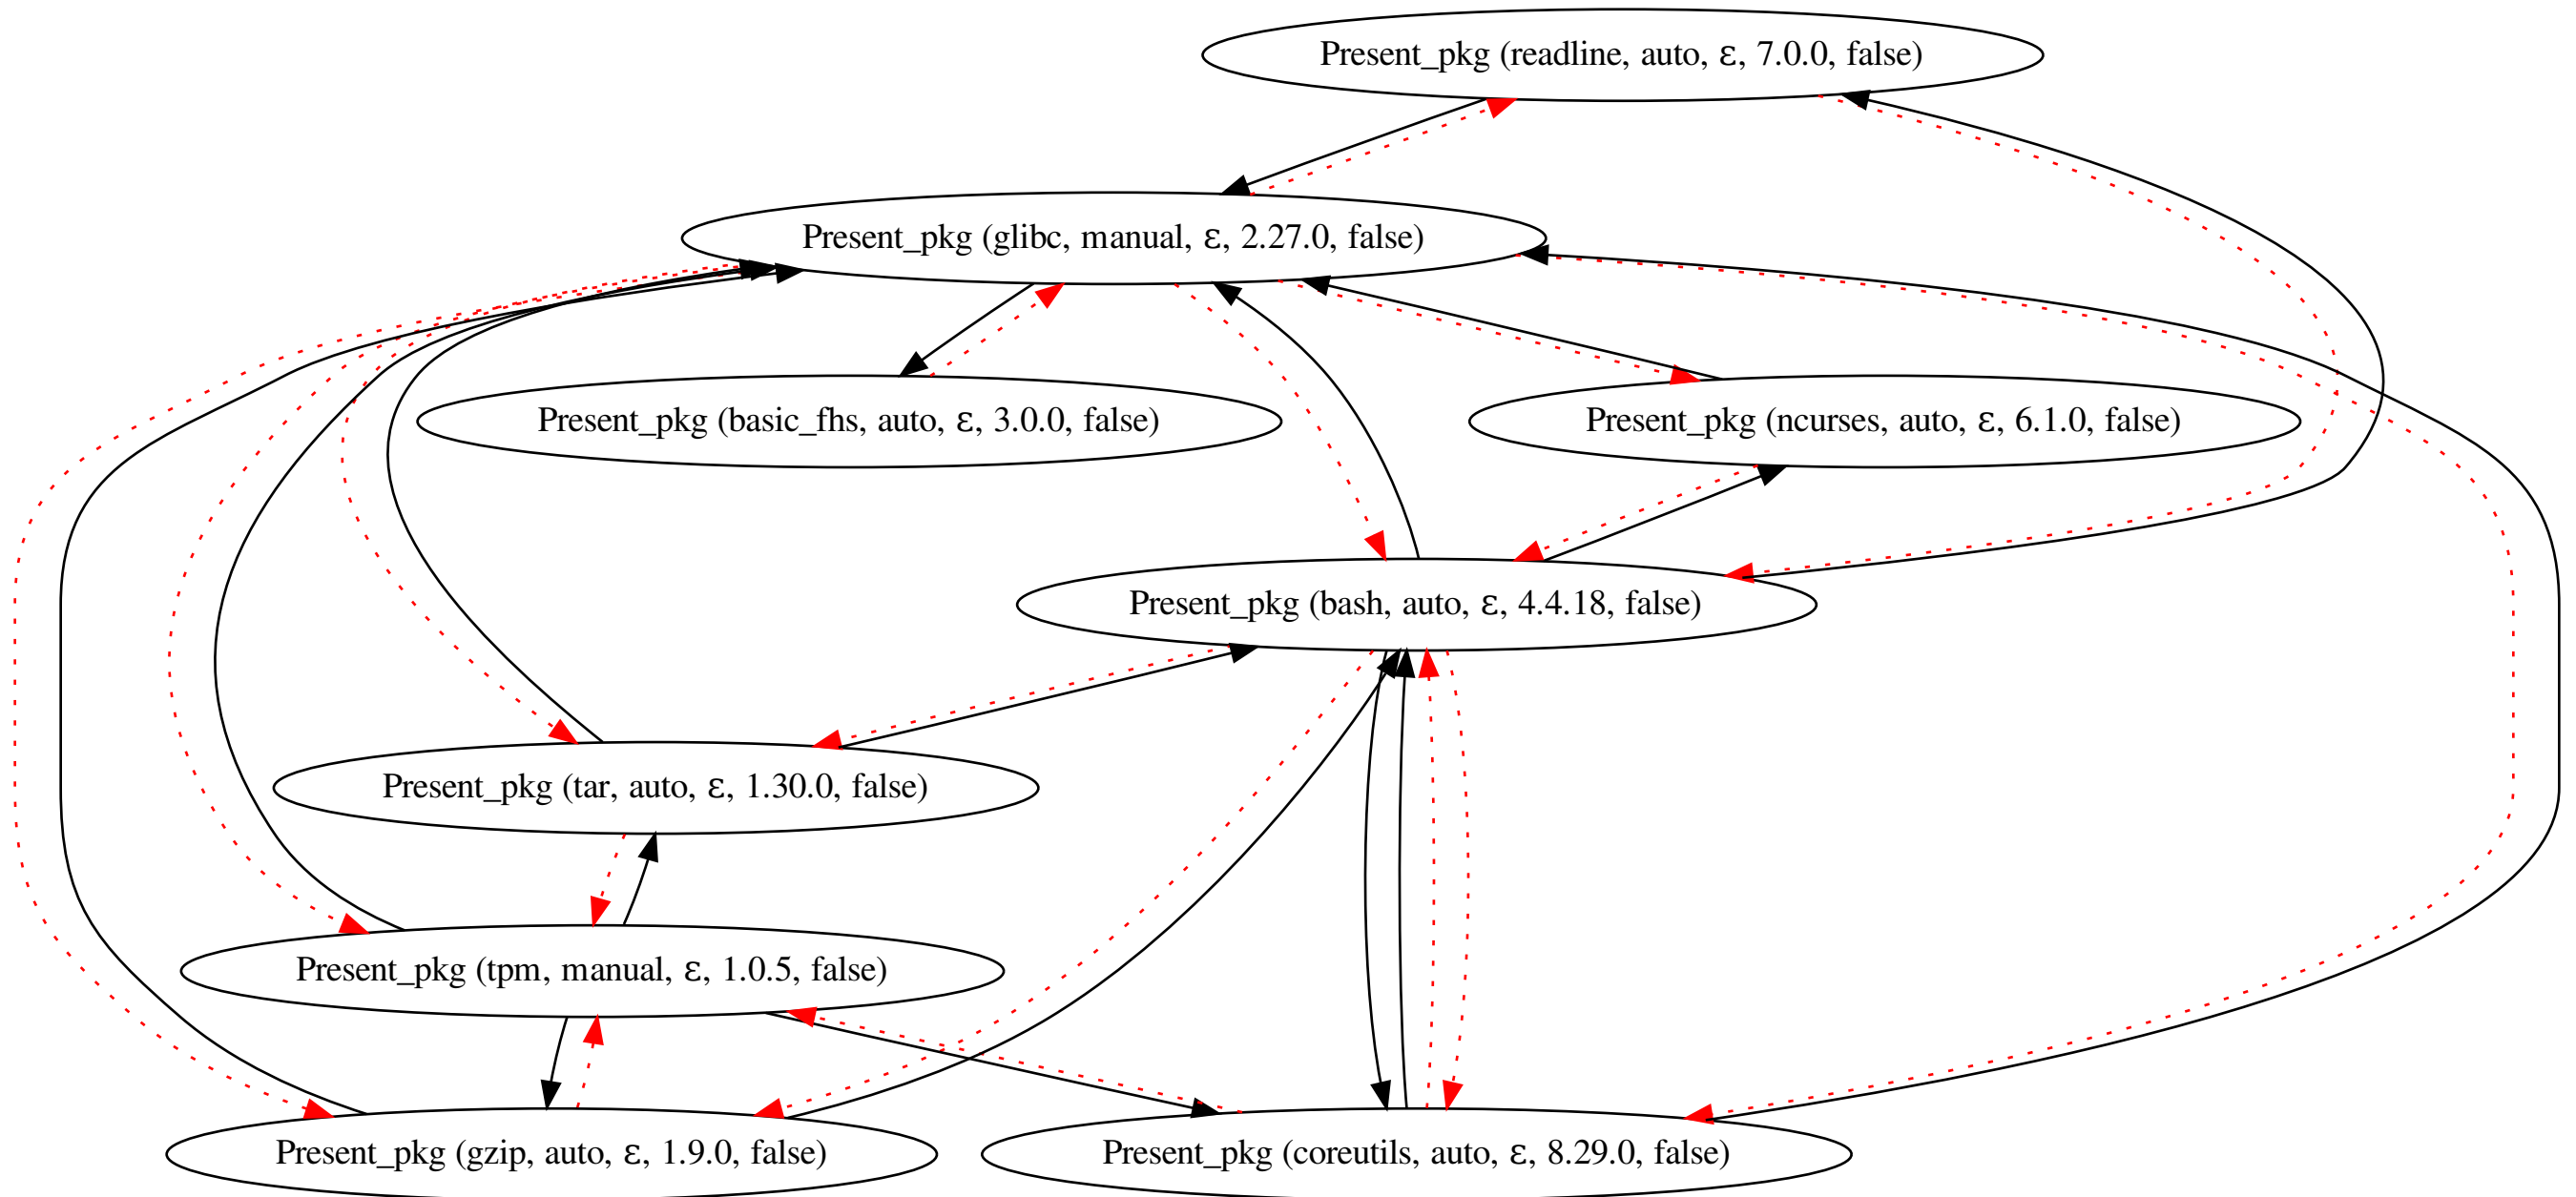 Present_pkg (readline, auto, ε, 7.0.0, false)
Present_pkg (glibc, manual, ε, 2.27.0, false)
Present_pkg (basic_fhs, auto, ε, 3.0.0, false)
Present_pkg (ncurses, auto, ε, 6.1.0, false)
Present_pkg (bash, auto, ε, 4.4.18, false)
Present_pkg (tar, auto, ε, 1.30.0, false)
Present_pkg (tpm, manual, ε, 1.0.5, false)
Present_pkg (gzip, auto, ε, 1.9.0, false)
Present_pkg (coreutils, auto, ε, 8.29.0, false)